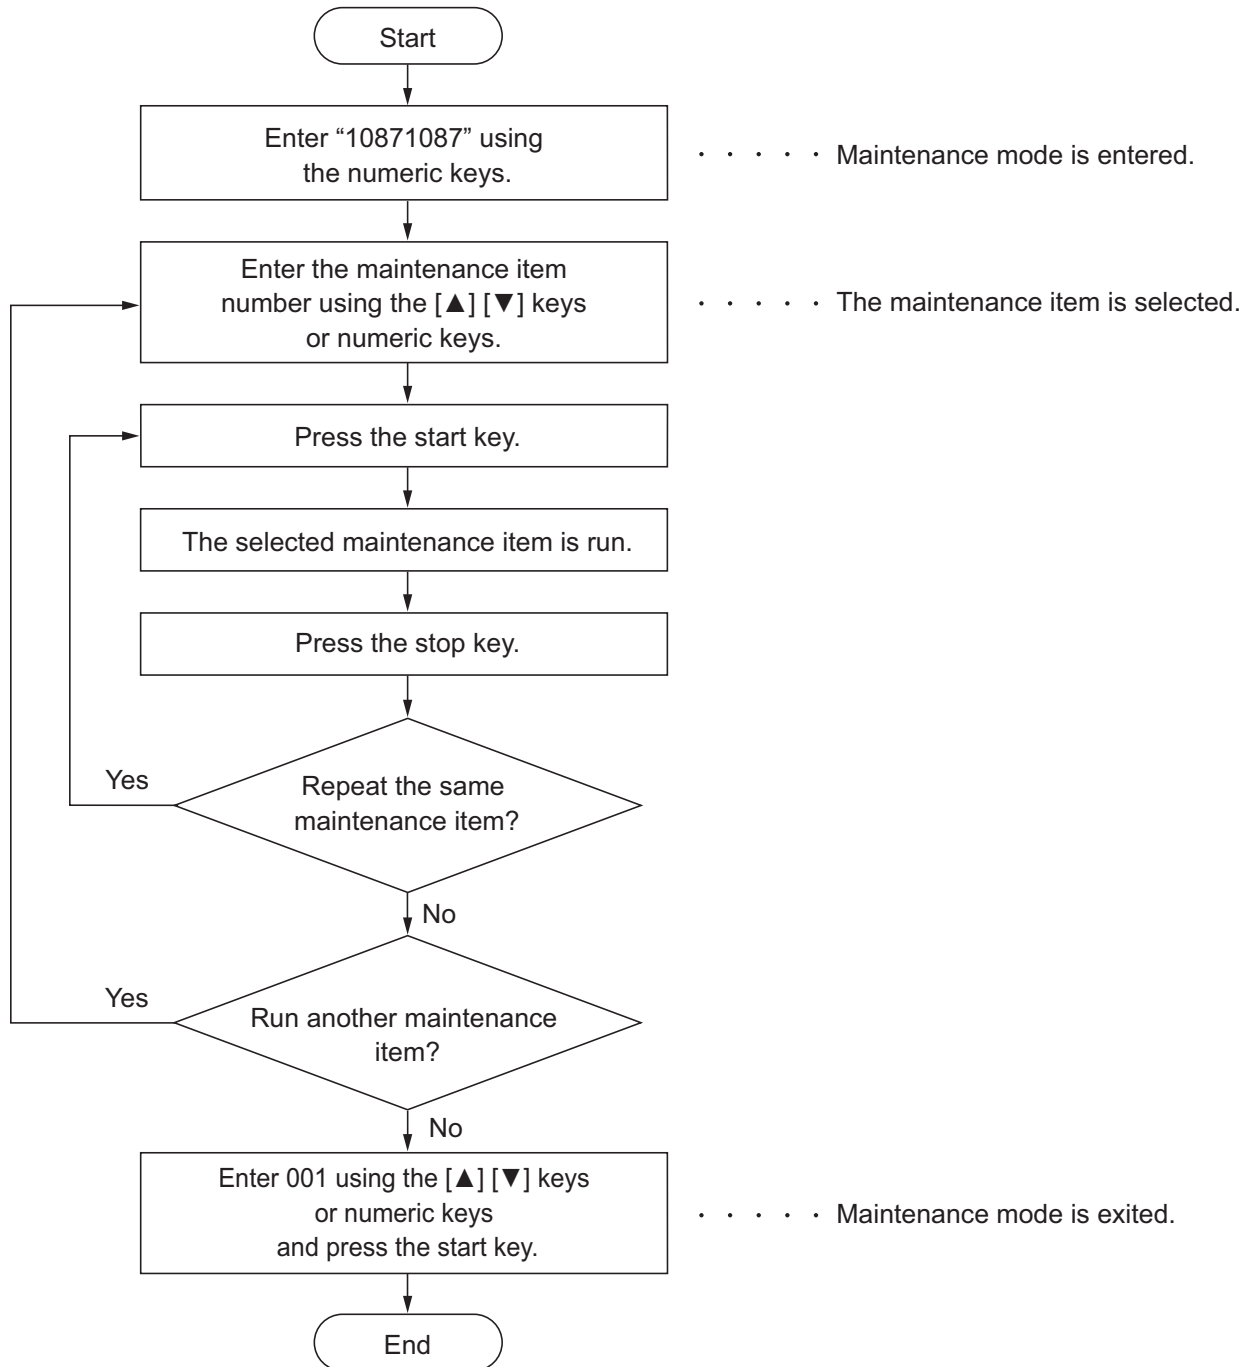 Start
Enter “10871087” using
the numeric keys.
· · · · · Maintenance mode is entered.
Enter the maintenance item
number using the [▲] [▼] keys
or numeric keys.
· · · · · The maintenance item is selected.
Press the start key.
The selected maintenance item is run.
Press the stop key.
Yes
Repeat the same
maintenance item?
No
Yes
Run another maintenance
item?
No
Enter 001 using the [▲] [▼] keys
or numeric keys
and press the start key.
· · · · · Maintenance mode is exited.
End